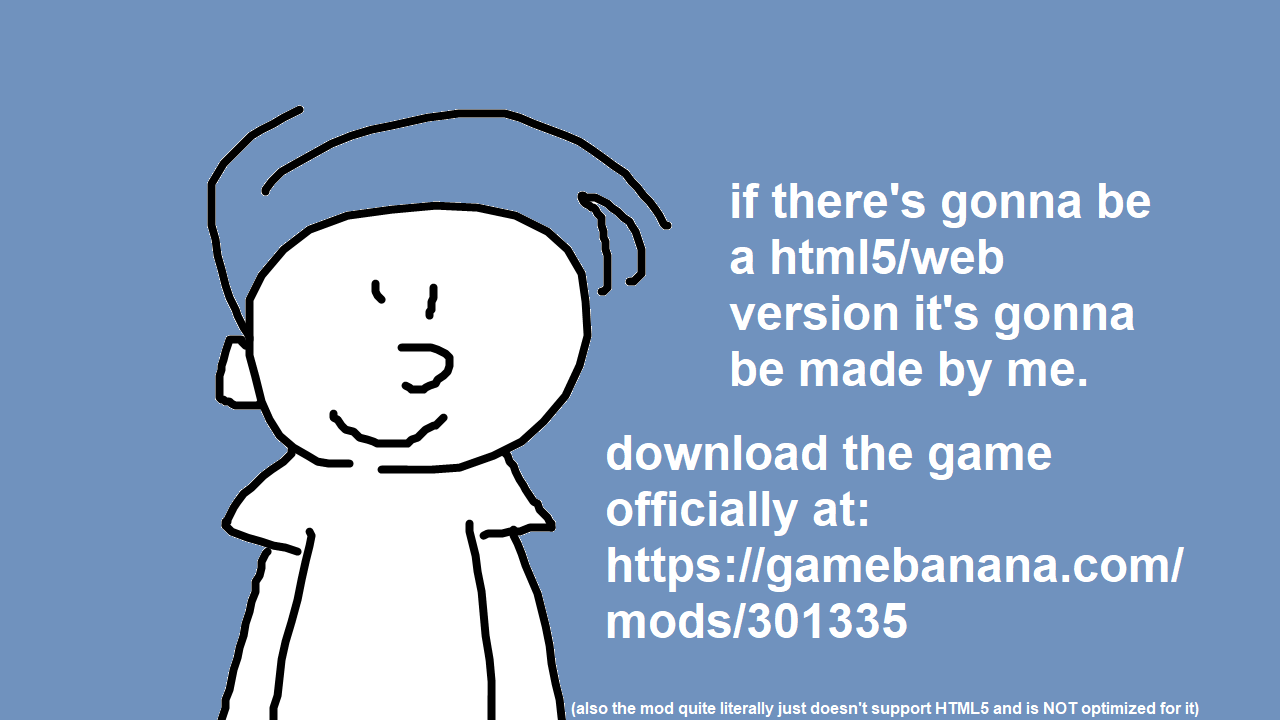 if there's gonna be
a html5/web
version it's gonna
be made by me.
download the game
officially at:
https://gamebanana.com/
mods/301335
(also the mod quite literally just doesn't support HTML5 and is NOT optimized for it)